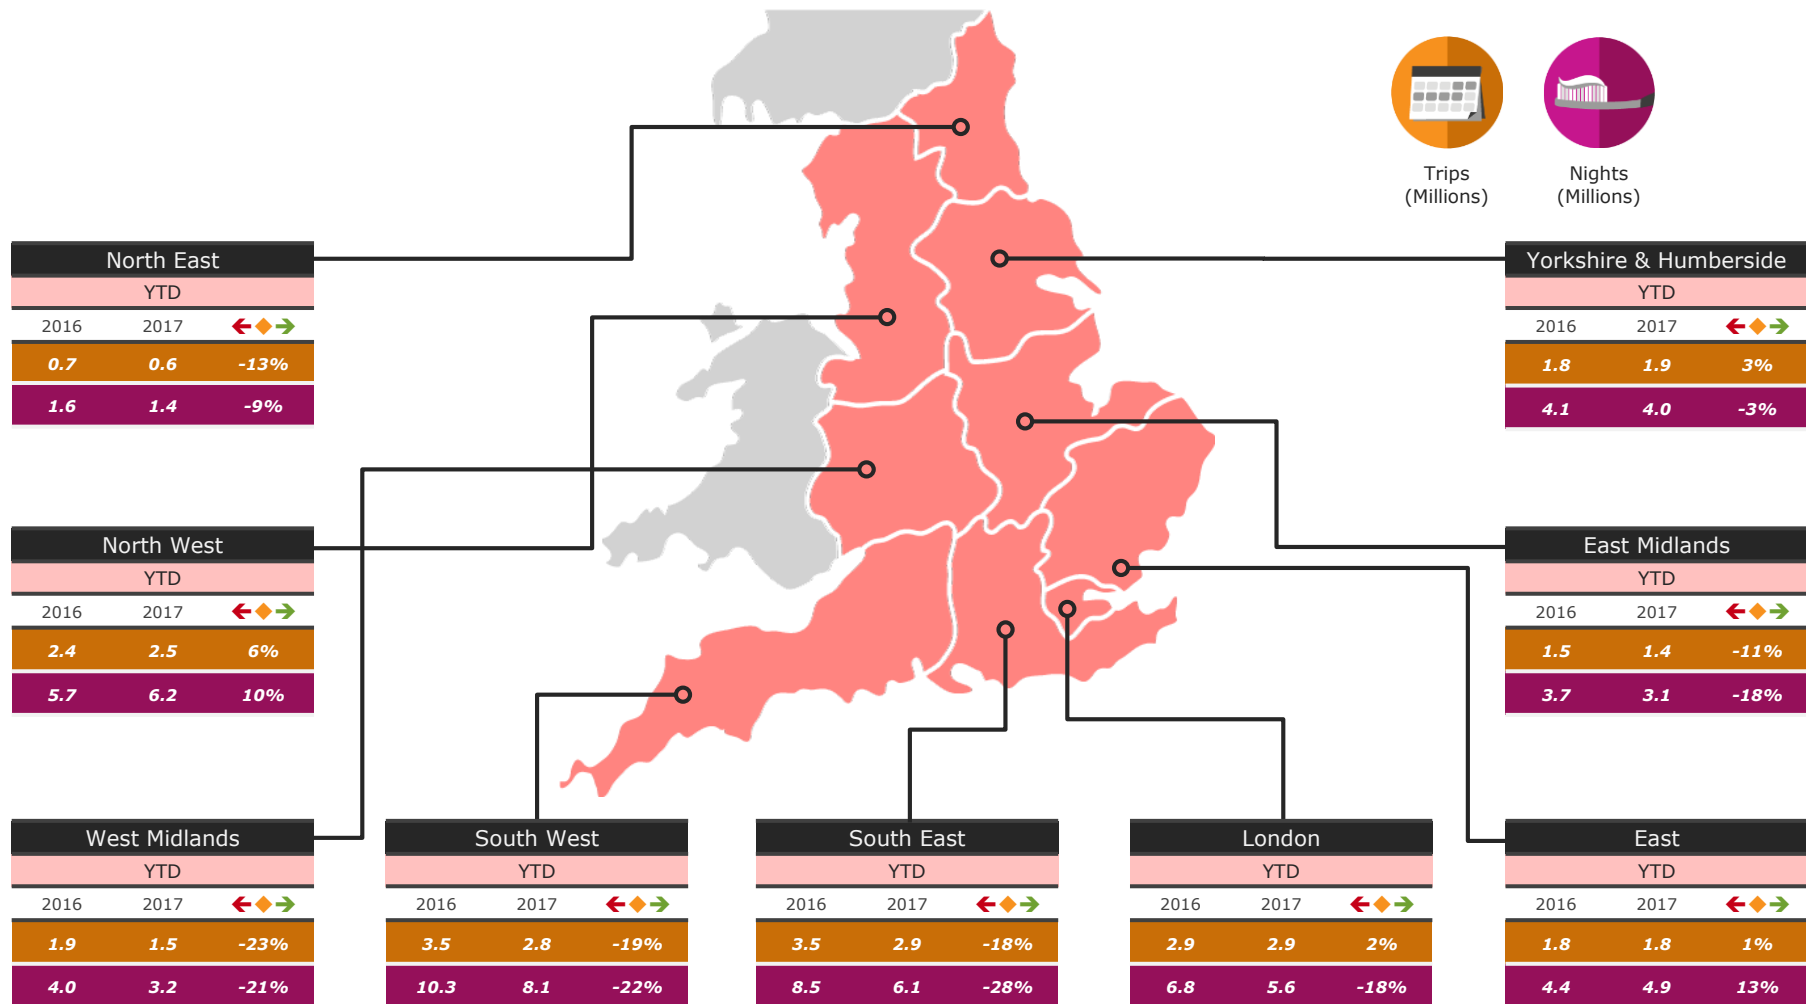 Trips
(Millions)
Nights
(Millions)
North East
YTD
2016 2017
0.7 0.6 -13%
1.6 1.4 -9%
Yorkshire & Humberside
YTD
2016 2017
1.8 1.9 3%
4.1 4.0 -3%
North West
YTD
2016 2017
2.4 2.5 6%
5.7 6.2 10%
East Midlands
YTD
2016 2017
1.5 1.4 -11%
3.7 3.1 -18%
West Midlands
YTD
2016 2017
1.9 1.5 -23%
4.0 3.2 -21%
South West
YTD
2016 2017
3.5 2.8 -19%
10.3 8.1 -22%
South East
YTD
2016 2017
3.5 2.9 -18%
8.5 6.1 -28%
London
YTD
2016 2017
2.9 2.9 2%
6.8 5.6 -18%
East
YTD
2016 2017
1.8 1.8 1%
4.4 4.9 13%